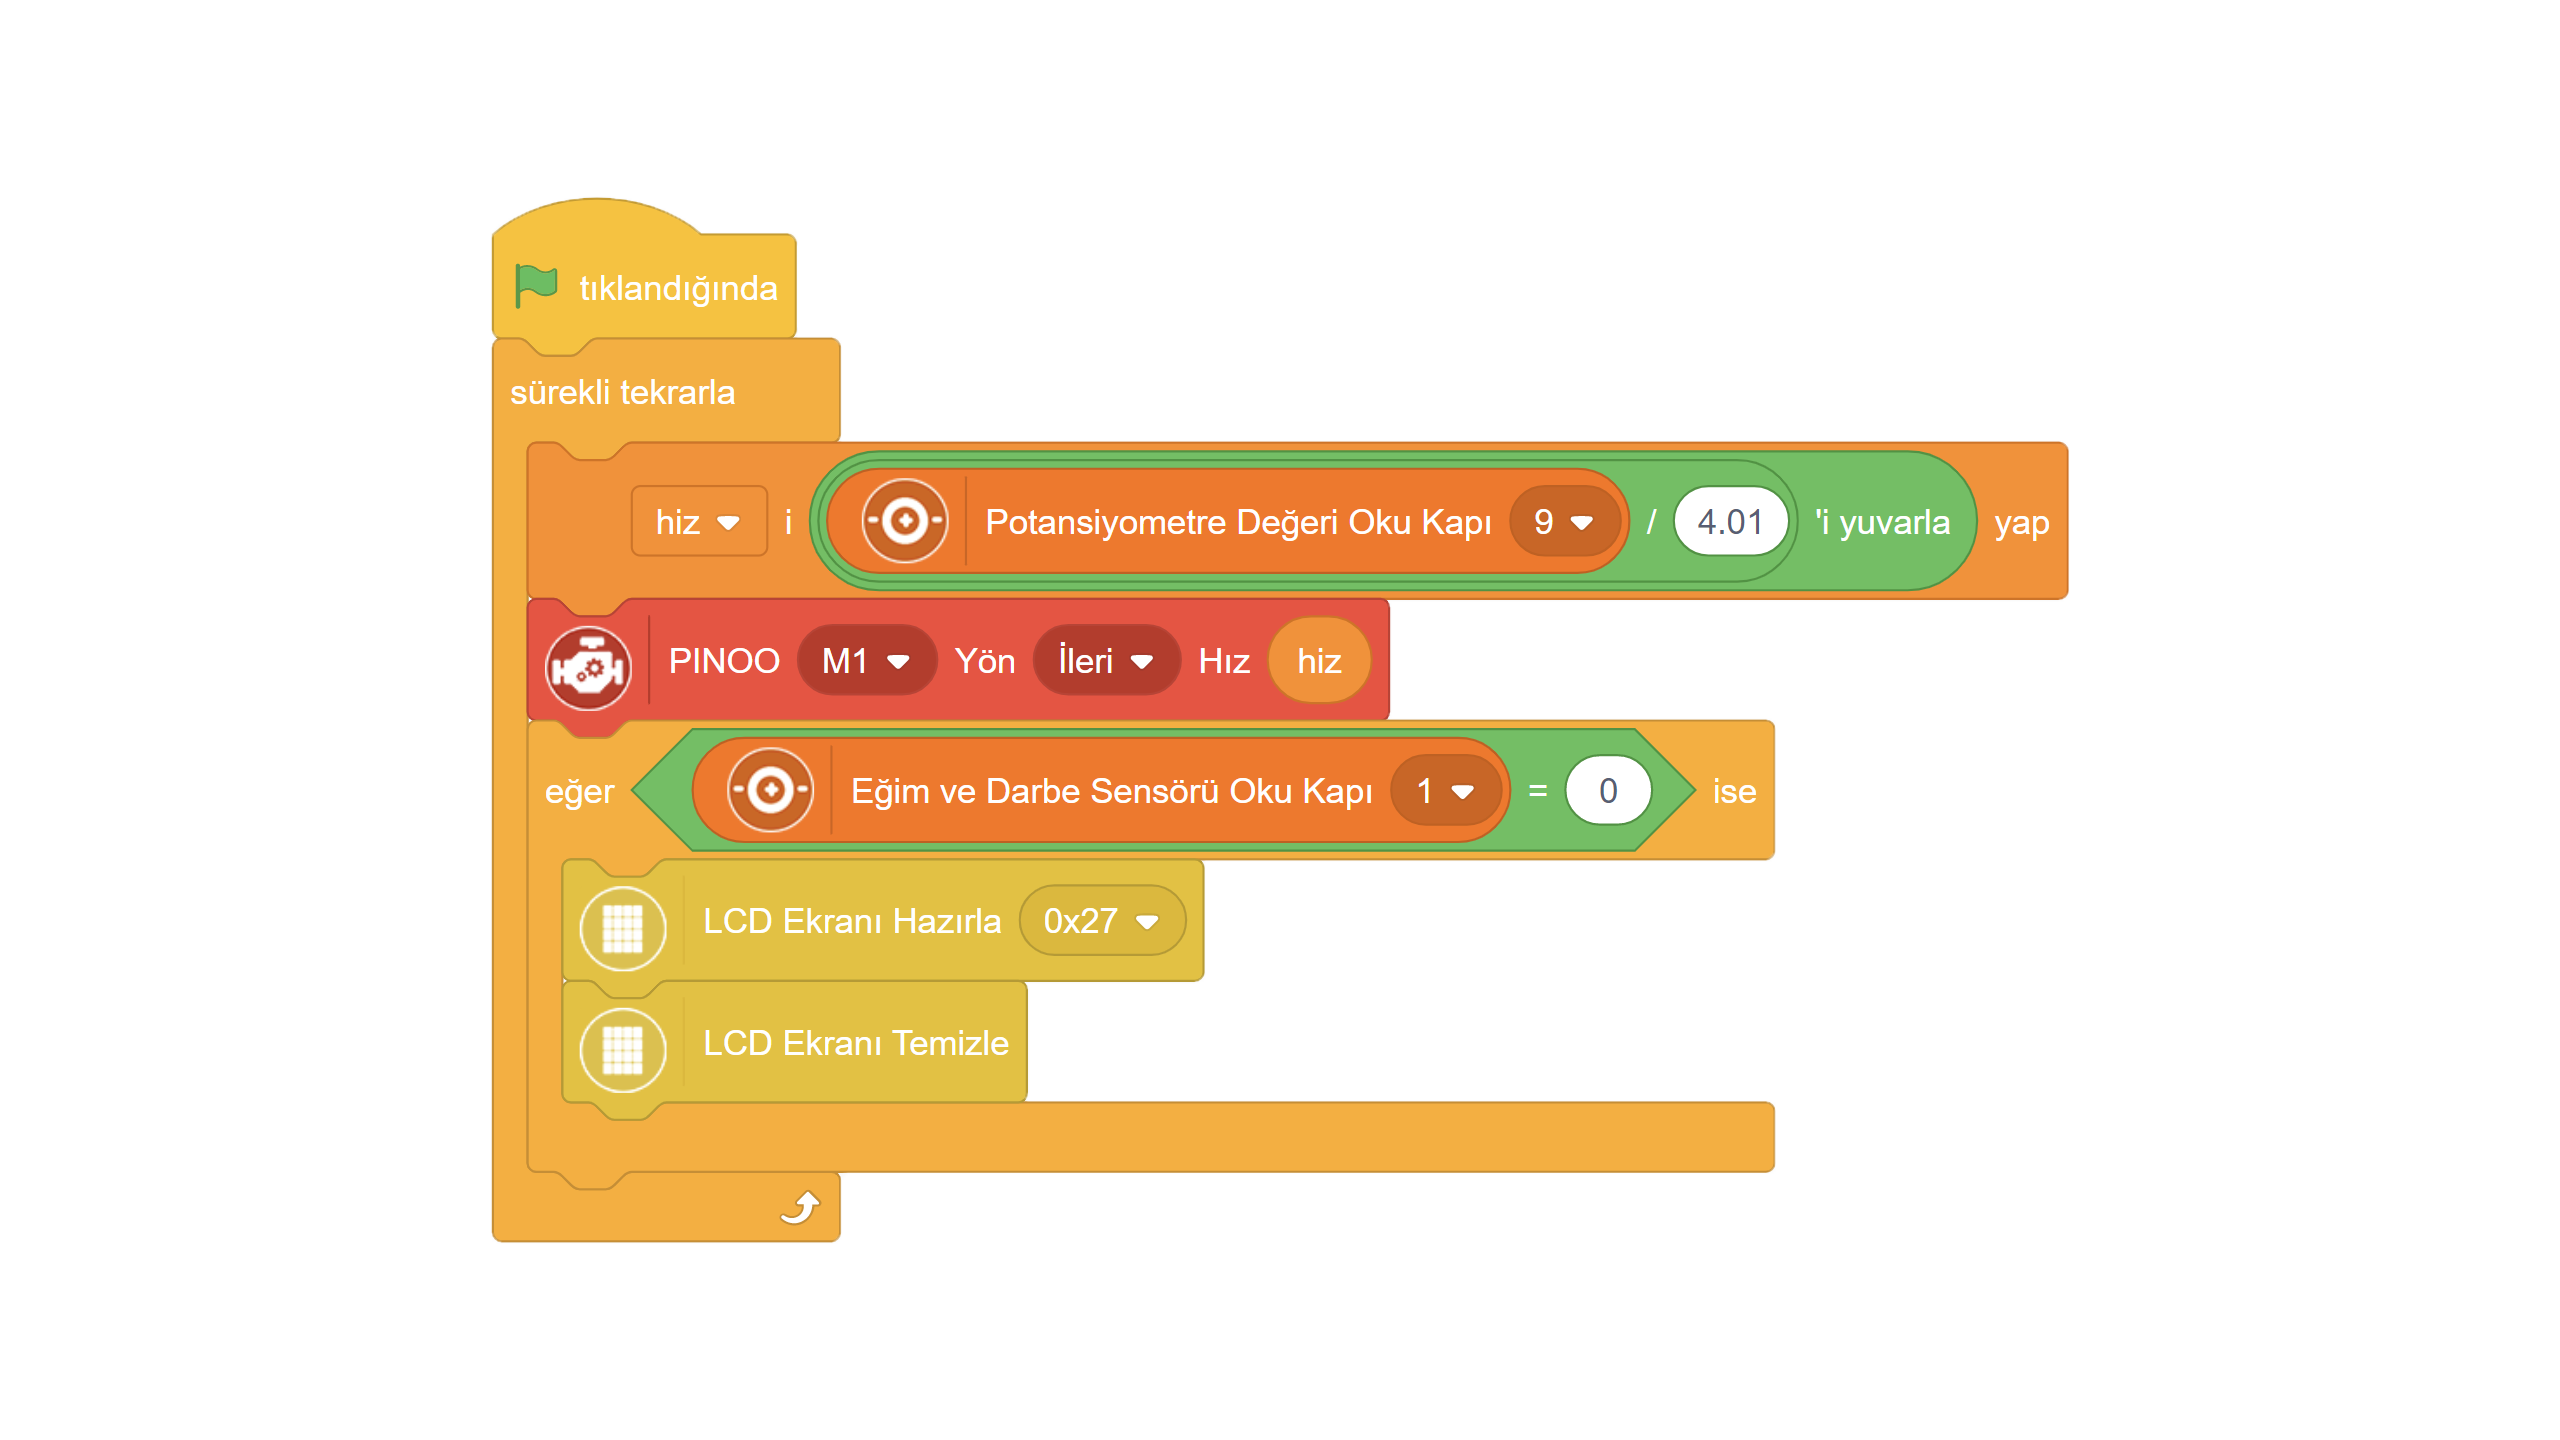 tıklandığında
sürekli tekrarla
hiz i Potansiyometre Değeri Oku Kapı 9 / 4.01 'i yuvarla yap
PINOO M1 Yön İleri Hız hiz
eğer Eğim ve Darbe Sensörü Oku Kapı 1 = 0 ise
LCD Ekranı Hazırla 0x27
LCD Ekranı Temizle